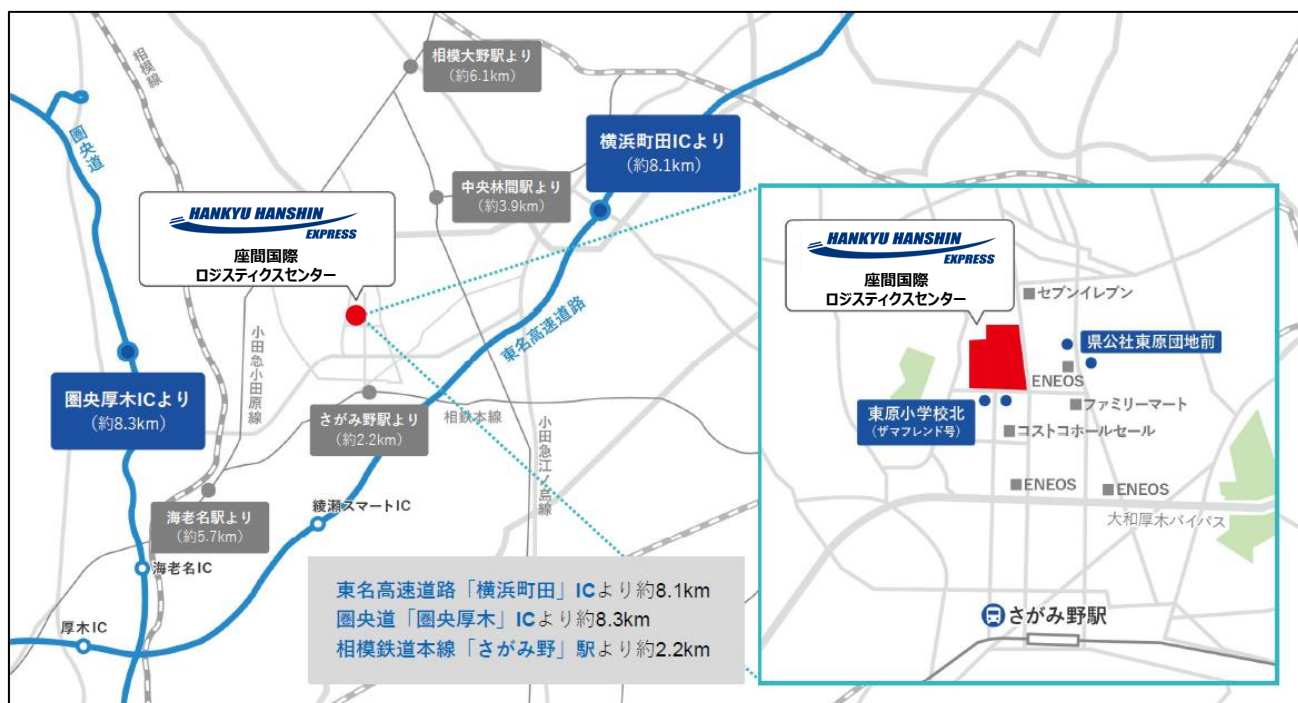 相模大野駅より
（約6.1km）
相模線
圏央道
横浜町田ICより
（約8.1km）
中央林間駅より
（約3.9km）
HANKYU HANSHIN
EXPRESS
座間国際
ロジスティクスセンター
小田急小田原線
東名高速道路
圏央厚木ICより
（約8.3km）
さがみ野駅より
（約2.2km）
相鉄本線
小田急江ノ島線
海老名駅より
（約5.7km）
綾瀬スマートIC
海老名IC
厚木IC
東名高速道路「横浜町田」ICより約8.1km
圏央道「圏央厚木」ICより約8.3km
相模鉄道本線「さがみ野」駅より約2.2km
HANKYU HANSHIN
EXPRESS
座間国際
ロジスティクスセンター
セブンイレブン
県公社東原団地前
ENEOS
東原小学校北
（ザマフレンド号）
ファミリーマート
コストコホールセール
ENEOS
ENEOS
大和厚木バイパス
さがみ野駅